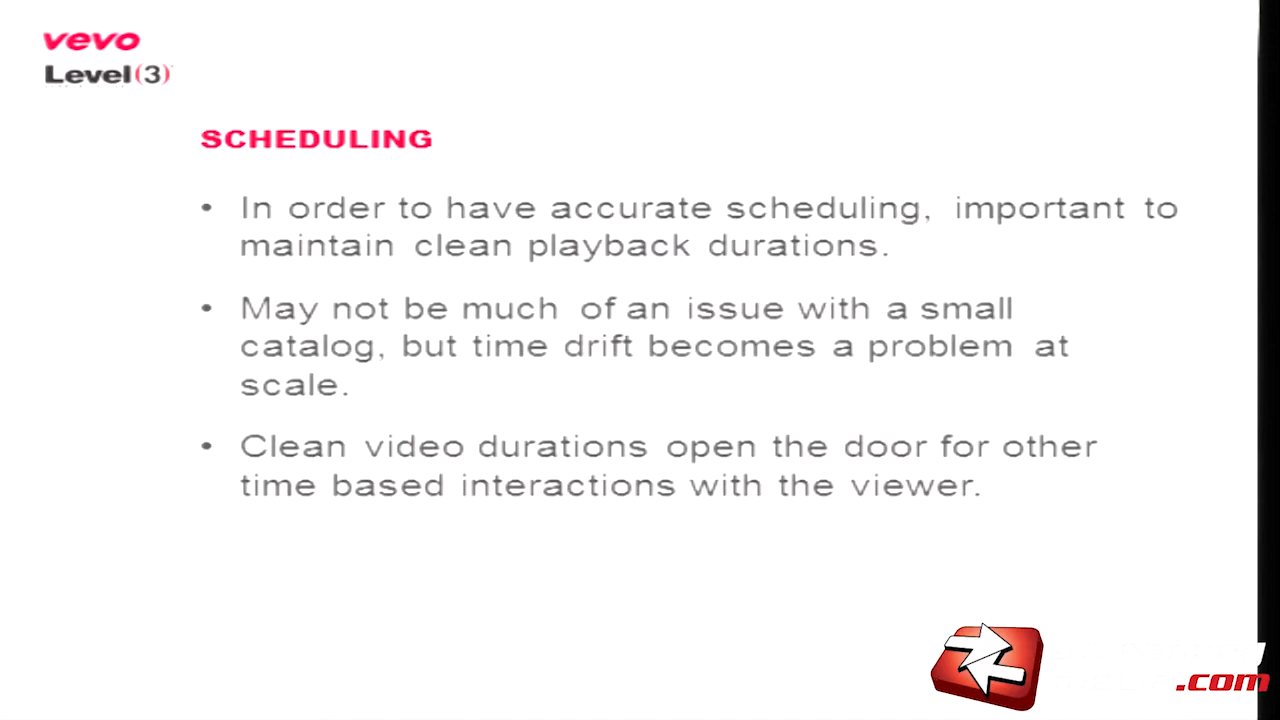 vevo
Level(3)
SCHEDULING
• In order to have accurate scheduling, important to
maintain clean playback durations.
• May not be much of an issue with a small
catalog, but time drift becomes a problem at
scale.
• Clean video durations open the door for other
time based interactions with the viewer.
.com